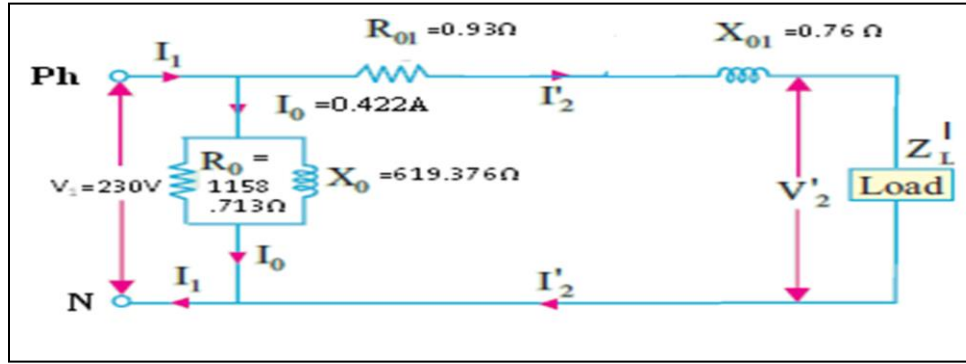 R₀₁ =0.93Ω
X₀₁ =0.76 Ω
I₁
Ph
I₀ =0.422A
I'₂
R₀ =
1158
.713Ω
X₀ =619.376Ω
V₁=230V
V'₂
Z_L^I
Load
I₀
I₁
I'₂
N